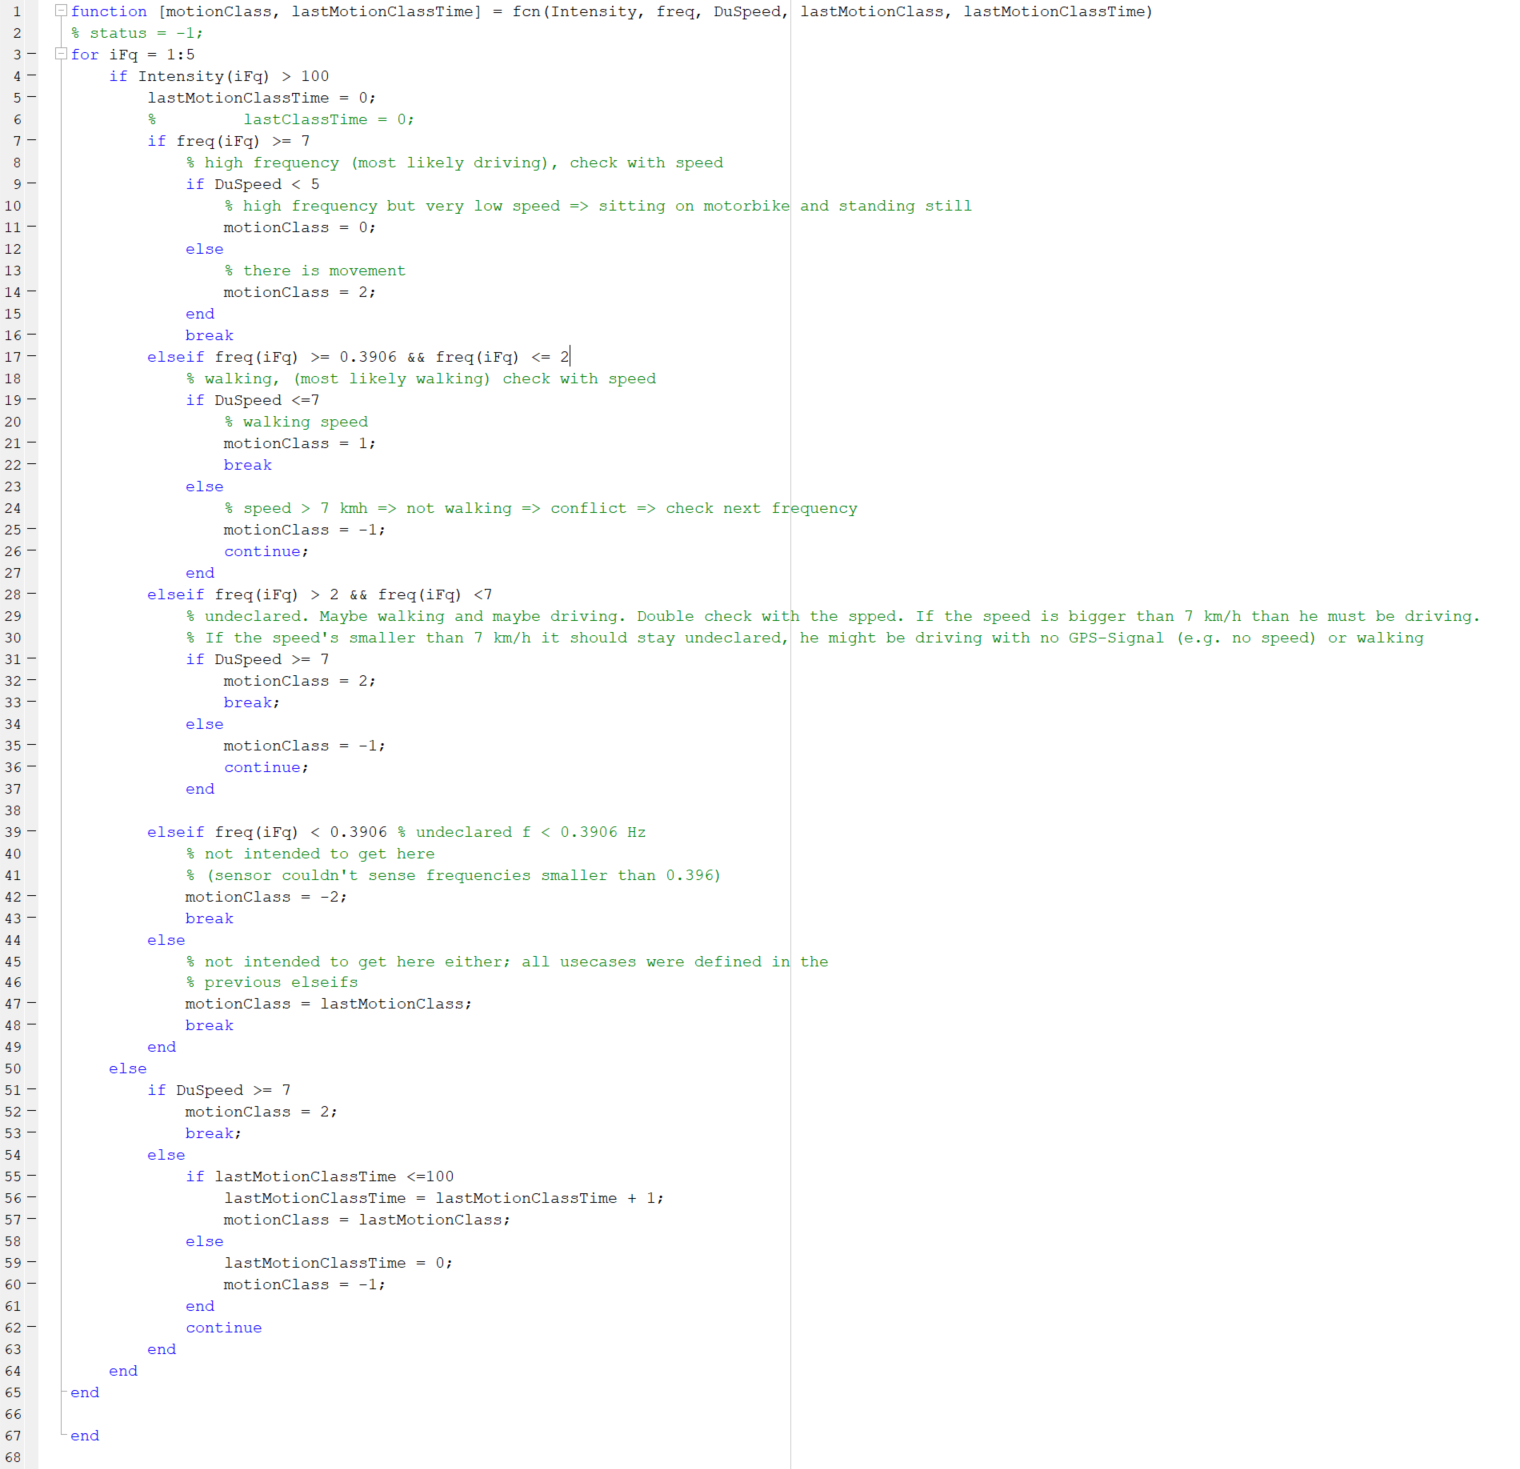 1 function [motionClass, lastMotionClassTime] = fcn(Intensity, freq, DuSpeed, lastMotionClass, lastMotionClassTime)
2 % status = -1;
3 for iFq = 1:5
4 if Intensity(iFq) > 100
5 lastMotionClassTime = 0;
6 % lastClassTime = 0;
7 if freq(iFq) >= 7
8 % high frequency (most likely driving), check with speed
9 if DuSpeed < 5
10 % high frequency but very low speed => sitting on motorbike and standing still
11 motionClass = 0;
12 else
13 % there is movement
14 motionClass = 2;
15 end
16 break
17 elseif freq(iFq) >= 0.3906 && freq(iFq) <= 2
18 % walking, (most likely walking) check with speed
19 if DuSpeed <=7
20 % walking speed
21 motionClass = 1;
22 break
23 else
24 % speed > 7 kmh => not walking => conflict => check next frequency
25 motionClass = -1;
26 continue;
27 end
28 elseif freq(iFq) > 2 && freq(iFq) <7
29 % undeclared. Maybe walking and maybe driving. Double check with the spped. If the speed is bigger than 7 km/h than he must be driving.
30 % If the speed's smaller than 7 km/h it should stay undeclared, he might be driving with no GPS-Signal (e.g. no speed) or walking
31 if DuSpeed >= 7
32 motionClass = 2;
33 break;
34 else
35 motionClass = -1;
36 continue;
37 end
38
39 elseif freq(iFq) < 0.3906 % undeclared f < 0.3906 Hz
40 % not intended to get here
41 % (sensor couldn't sense frequencies smaller than 0.396)
42 motionClass = -2;
43 break
44 else
45 % not intended to get here either; all usecases were defined in the
46 % previous elseifs
47 motionClass = lastMotionClass;
48 break
49 end
50 else
51 if DuSpeed >= 7
52 motionClass = 2;
53 break;
54 else
55 if lastMotionClassTime <=100
56 lastMotionClassTime = lastMotionClassTime + 1;
57 motionClass = lastMotionClass;
58 else
59 lastMotionClassTime = 0;
60 motionClass = -1;
61 end
62 continue
63 end
64 end
65 end
66
67 end
68